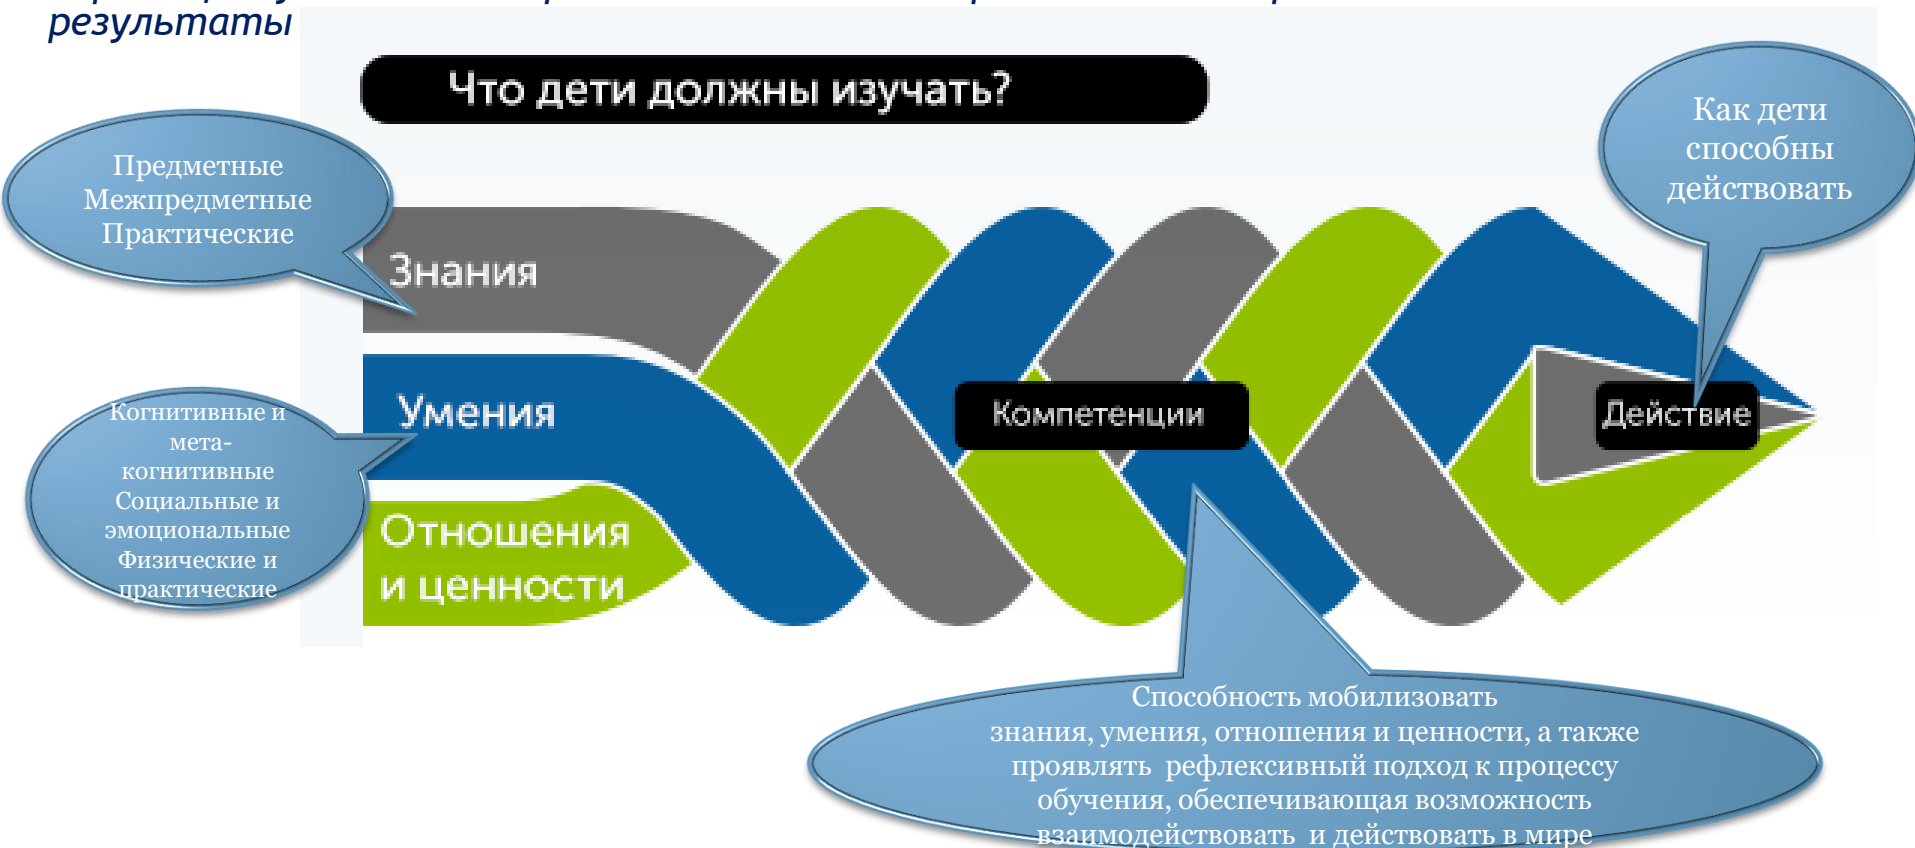 результаты
Что дети должны изучать?
Как дети
способны
действовать
Предметные
Межпредметные
Практические
Знания
Умения
Отношения
и ценности
Когнитивные и
мета-
когнитивные
Социальные и
эмоциональные
Физические и
практические
Компетенции
Действие
Способность мобилизовать
знания, умения, отношения и ценности, а также
проявлять рефлексивный подход к процессу
обучения, обеспечивающая возможность
взаимодействовать и действовать в мире